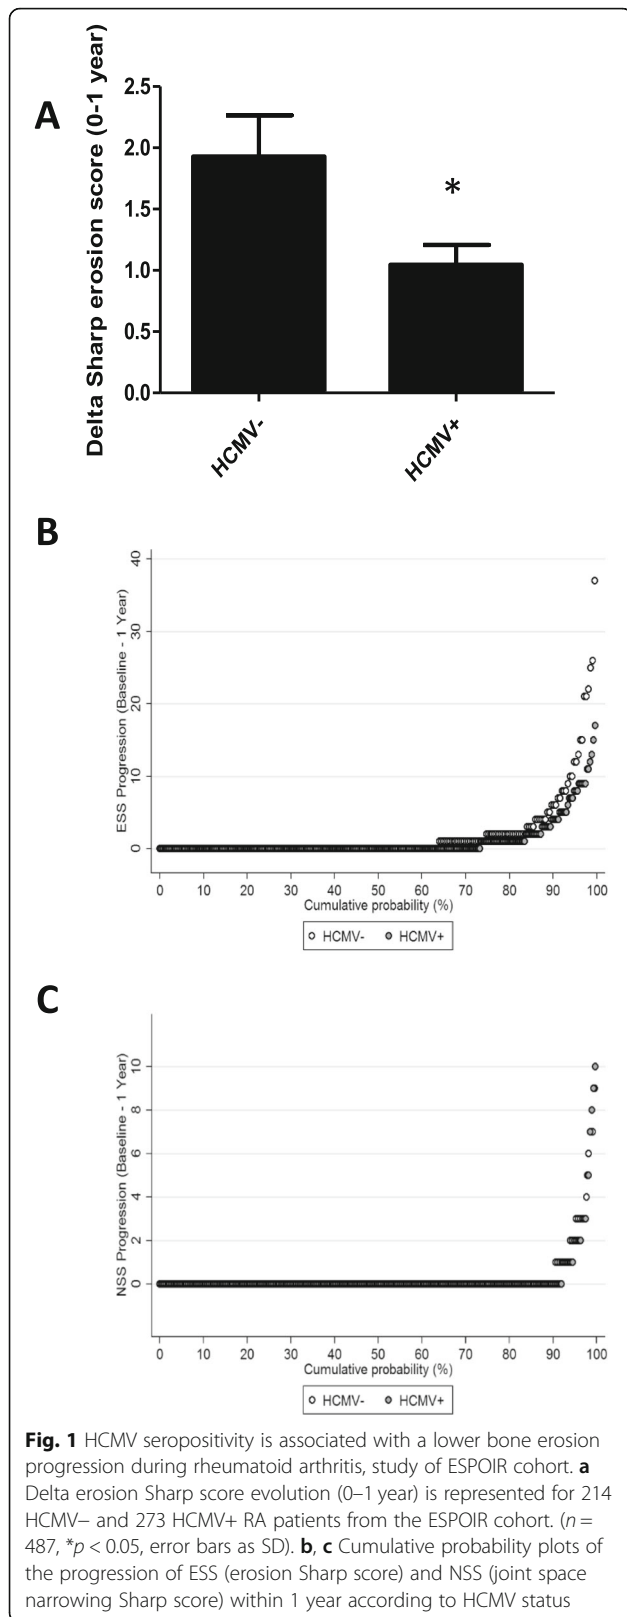 A
Delta Sharp erosion score (0-1 year)
2.5
2.0
1.5
1.0
0.5
0.0
*
HCMV-
HCMV+
B
ESS Progression (Baseline - 1 Year)
40
30
20
10
0
0 10 20 30 40 50 60 70 80 90 100
Cumulative probability (%)
HCMV- HCMV+
C
NSS Progression (Baseline - 1 Year)
10
8
6
4
2
0
0 10 20 30 40 50 60 70 80 90 100
Cumulative probability (%)
HCMV- HCMV+
Fig. 1 HCMV seropositivity is associated with a lower bone erosion
progression during rheumatoid arthritis, study of ESPOIR cohort. a
Delta erosion Sharp score evolution (0–1 year) is represented for 214
HCMV− and 273 HCMV+ RA patients from the ESPOIR cohort. (n =
487, *p < 0.05, error bars as SD). b, c Cumulative probability plots of
the progression of ESS (erosion Sharp score) and NSS (joint space
narrowing Sharp score) within 1 year according to HCMV status